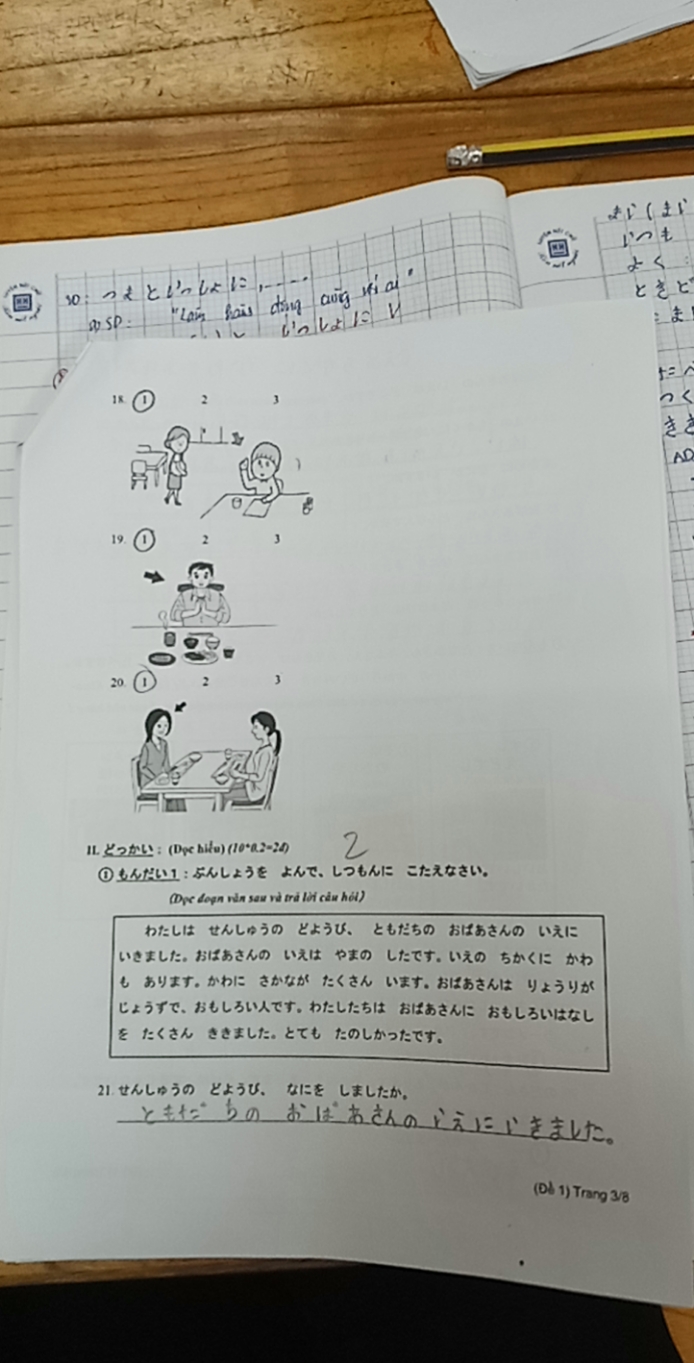 SD: つまと いっしょに .....
"Làm hành động cùng với ai"
いっしょに V
いつも
よく
ときど
18. 1 2 3
19. 1 2 3
20. 1 2 3
II. どっかい : (Đọc hiểu) (10*0.2=2đ) 2
① もんだい1 : ぶんしょうを よんで、しつもんに こたえなさい。
(Đọc đoạn văn sau và trả lời câu hỏi)
わたしは せんしゅうの どようび、 ともだちの おばあさんの いえに
いきました。おばあさんの いえは やまの したです。いえの ちかくに かわ
も あります。かわに さかなが たくさん います。おばあさんは りょうりが
じょうずで、おもしろい人です。わたしたちは おばあさんに おもしろいはなし
を たくさん ききました。とても たのしかったです。
21. せんしゅうの どようび、 なにを しましたか。
ともだちの おばあさんの いえに いきました。
(Đề 1) Trang 3/8